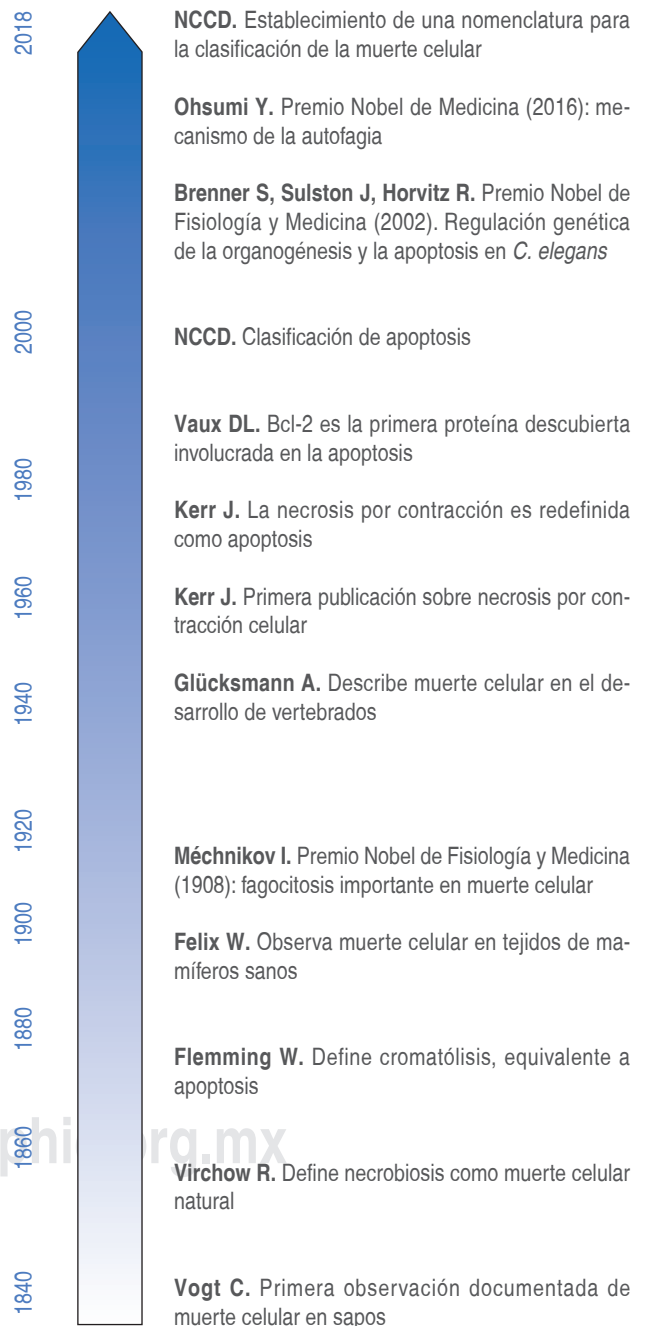 2018
NCCD. Establecimiento de una nomenclatura para
la clasificación de la muerte celular
Ohsumi Y. Premio Nobel de Medicina (2016): me-
canismo de la autofagia
Brenner S, Sulston J, Horvitz R. Premio Nobel de
Fisiología y Medicina (2002). Regulación genética
de la organogénesis y la apoptosis en C. elegans
2000
NCCD. Clasificación de apoptosis
Vaux DL. Bcl-2 es la primera proteína descubierta
involucrada en la apoptosis
1980
Kerr J. La necrosis por contracción es redefinida
como apoptosis
1960
Kerr J. Primera publicación sobre necrosis por con-
tracción celular
1940
Glücksmann A. Describe muerte celular en el de-
sarrollo de vertebrados
1920
Méchnikov I. Premio Nobel de Fisiología y Medicina
(1908): fagocitosis importante en muerte celular
1900
Felix W. Observa muerte celular en tejidos de ma-
míferos sanos
1880
Flemming W. Define cromatólisis, equivalente a
apoptosis
1860
Virchow R. Define necrobiosis como muerte celular
natural
1840
Vogt C. Primera observación documentada de
muerte celular en sapos